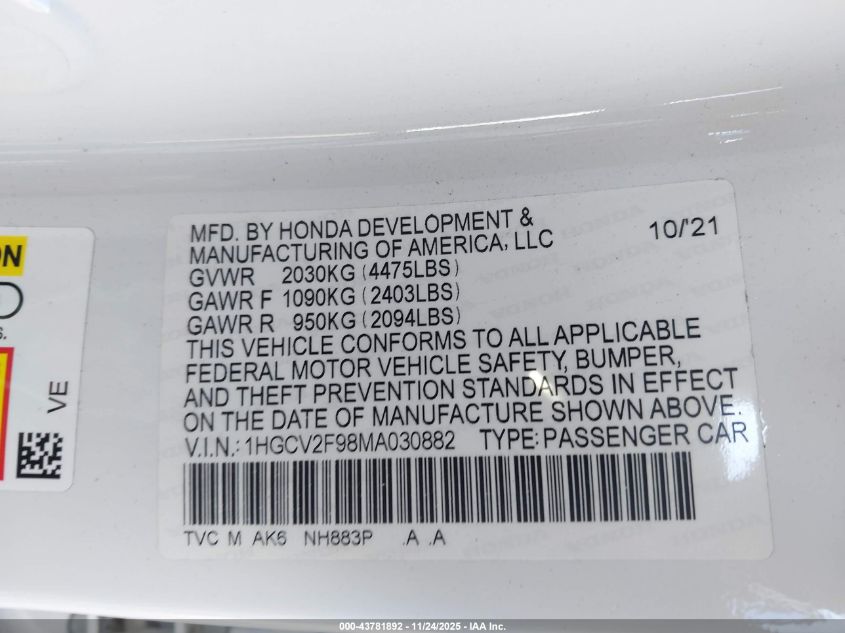 MFD. BY HONDA DEVELOPMENT &
MANUFACTURING OF AMERICA, LLC 10/'21
GVWR 2030KG (4475LBS)
GAWR F 1090KG (2403LBS)
GAWR R 950KG (2094LBS)
THIS VEHICLE CONFORMS TO ALL APPLICABLE
FEDERAL MOTOR VEHICLE SAFETY, BUMPER,
AND THEFT PREVENTION STANDARDS IN EFFECT
ON THE DATE OF MANUFACTURE SHOWN ABOVE.
V.I.N.: 1HGCV2F98MA030882 TYPE: PASSENGER CAR
TVC M AK6 NH883P .A .A
VE
000-43781892 - 11/24/2025 - IAA Inc.